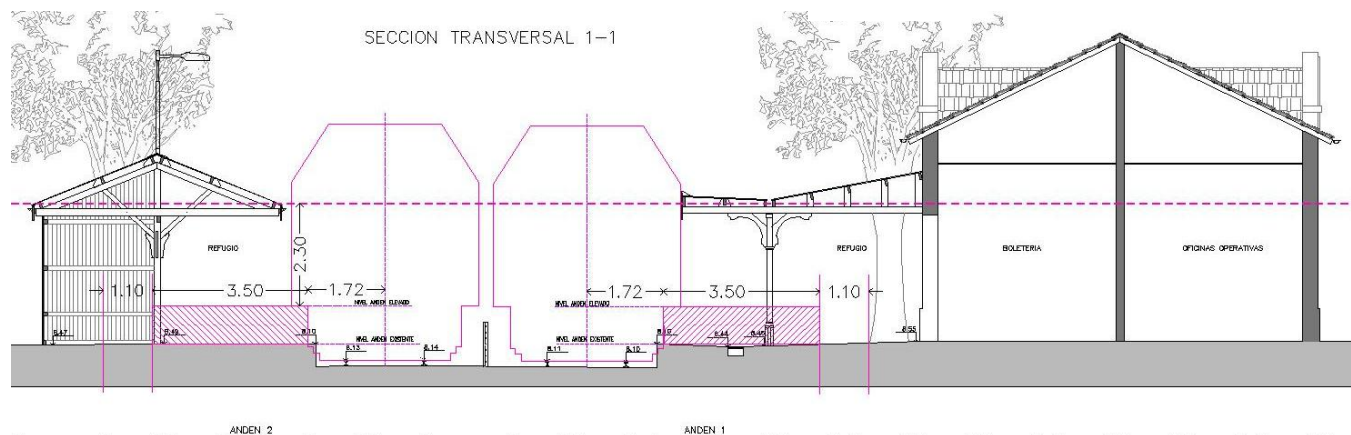 SECCION TRANSVERSAL 1-1
REFUGIO
2.30
REFUGIO
BOLETERIA
OFICINAS OPERATIVAS
1.10
3.50
1.72
1.72
3.50
1.10
NIVEL ANDEN ELEVADO
NIVEL ANDEN ELEVADO
NIVEL ANDEN EXISTENTE
NIVEL ANDEN EXISTENTE
ANDEN 2
ANDEN 1